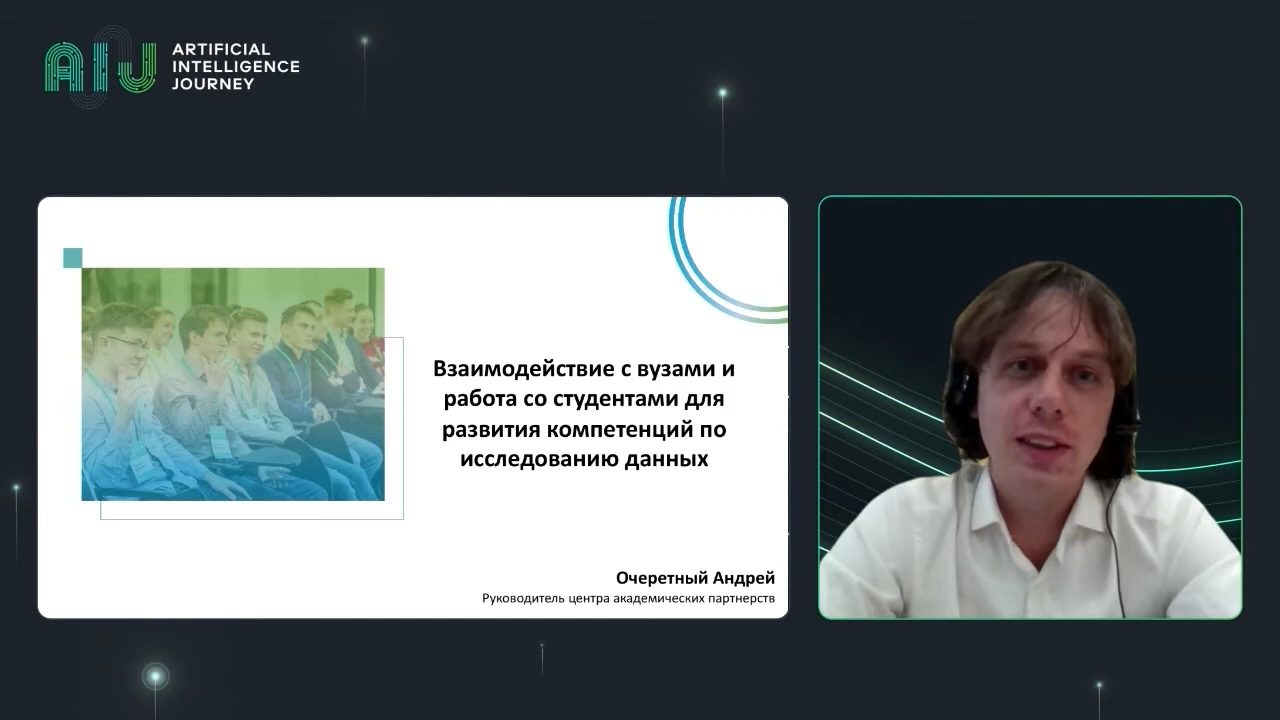 ARTIFICIAL
INTELLIGENCE
JOURNEY
Взаимодействие с вузами и
работа со студентами для
развития компетенций по
исследованию данных
Очеретный Андрей
Руководитель центра академических партнерств